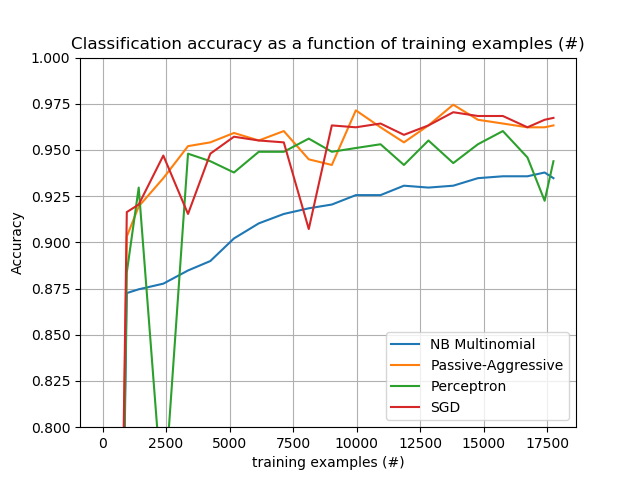 Classification accuracy as a function of training examples (#)
1.000
0.975
0.950
0.925
0.900
0.875
0.850
0.825
0.800
Accuracy
NB Multinomial
Passive-Aggressive
Perceptron
SGD
0 2500 5000 7500 10000 12500 15000 17500
training examples (#)